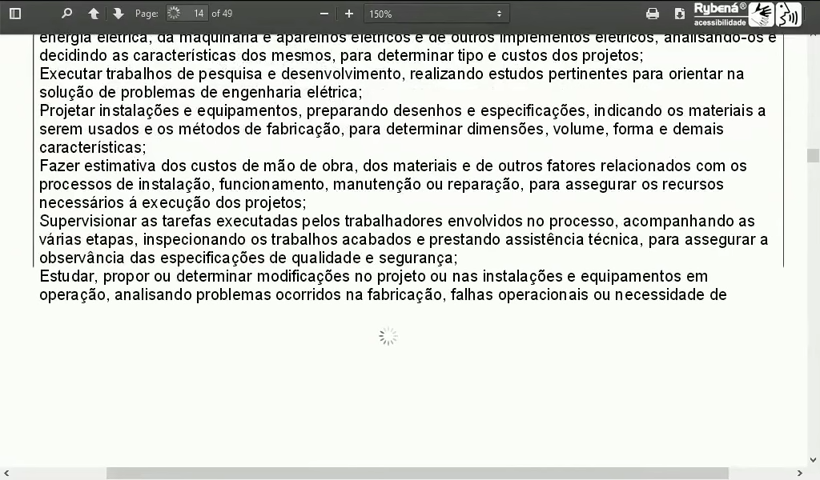 Page: 14 of 49
150%
Rybená®
acessibilidade
energia elétrica, da maquinaria e aparelhos elétricos e de outros implementos elétricos, analisando-os e
decidindo as características dos mesmos, para determinar tipo e custos dos projetos;
Executar trabalhos de pesquisa e desenvolvimento, realizando estudos pertinentes para orientar na
solução de problemas de engenharia elétrica;
Projetar instalações e equipamentos, preparando desenhos e especificações, indicando os materiais a
serem usados e os métodos de fabricação, para determinar dimensões, volume, forma e demais
características;
Fazer estimativa dos custos de mão de obra, dos materiais e de outros fatores relacionados com os
processos de instalação, funcionamento, manutenção ou reparação, para assegurar os recursos
necessários á execução dos projetos;
Supervisionar as tarefas executadas pelos trabalhadores envolvidos no processo, acompanhando as
várias etapas, inspecionando os trabalhos acabados e prestando assistência técnica, para assegurar a
observância das especificações de qualidade e segurança;
Estudar, propor ou determinar modificações no projeto ou nas instalações e equipamentos em
operação, analisando problemas ocorridos na fabricação, falhas operacionais ou necessidade de